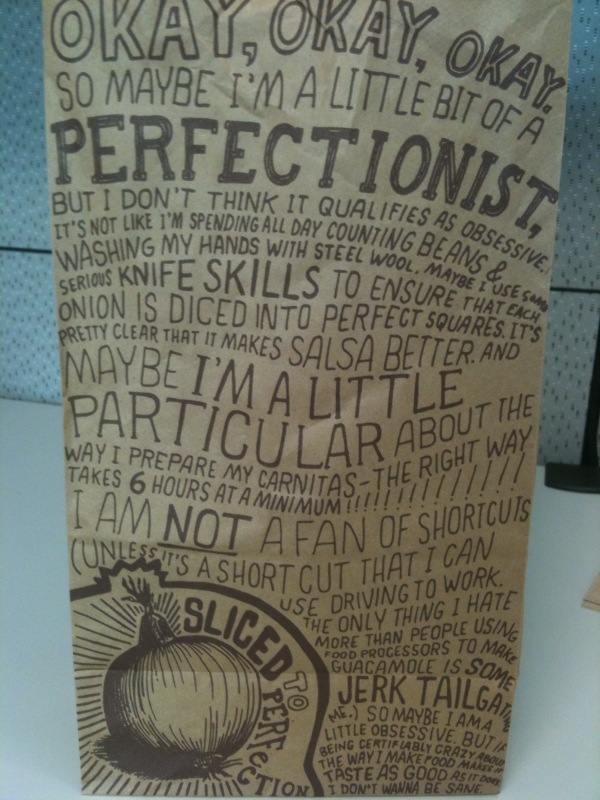 OKAY, OKAY, OKAY.
SO MAYBE I'M A LITTLE BIT OF A
PERFECTIONIST,
BUT I DON'T THINK IT QUALIFIES AS OBSESSIVE.
IT'S NOT LIKE I'M SPENDING ALL DAY COUNTING BEANS &
WASHING MY HANDS WITH STEEL WOOL. MAYBE I USE SOME
SERIOUS KNIFE SKILLS TO ENSURE THAT EACH
ONION IS DICED INTO PERFECT SQUARES. IT'S
PRETTY CLEAR THAT IT MAKES SALSA BETTER. AND
MAYBE I'M A LITTLE
PARTICULAR ABOUT THE
WAY I PREPARE MY CARNITAS-THE RIGHT WAY
TAKES 6 HOURS AT A MINIMUM!!!!!!!!!!!!!!
I AM NOT A FAN OF SHORTCUTS
(UNLESS IT'S A SHORT CUT THAT I CAN
USE DRIVING TO WORK.
THE ONLY THING I HATE
MORE THAN PEOPLE USING
FOOD PROCESSORS TO MAKE
GUACAMOLE IS SOME
JERK TAILGATING
ME.) SO MAYBE I AM A
LITTLE OBSESSIVE. BUT IF
BEING CERTIFIABLY CRAZY ABOUT
THE WAY I MAKE FOOD MAKES IT
TASTE AS GOOD AS IT DOES
I DON'T WANNA BE SANE.
SLICED TO PERFECTION